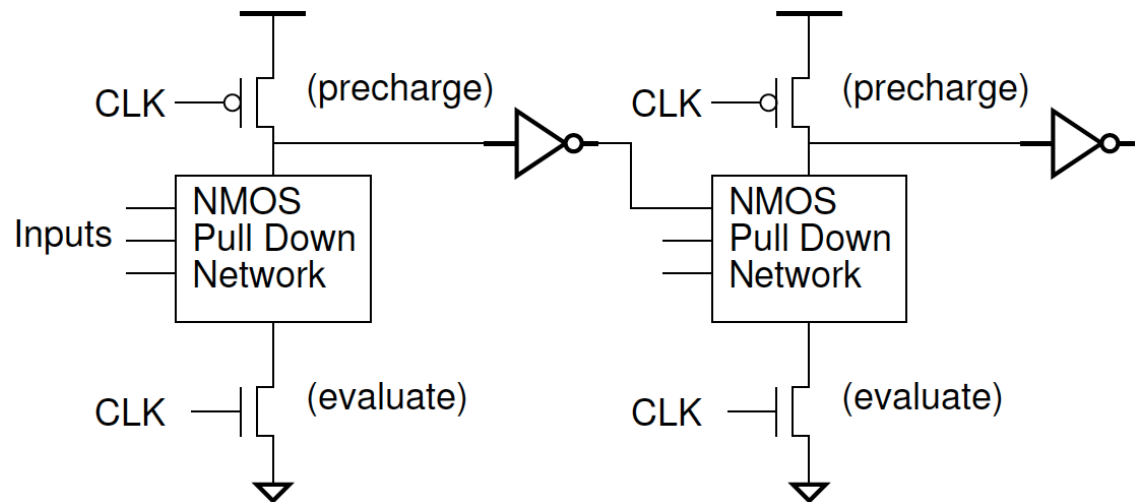 CLK
(precharge)
Inputs
NMOS
Pull Down
Network
CLK
(evaluate)
CLK
(precharge)
NMOS
Pull Down
Network
CLK
(evaluate)